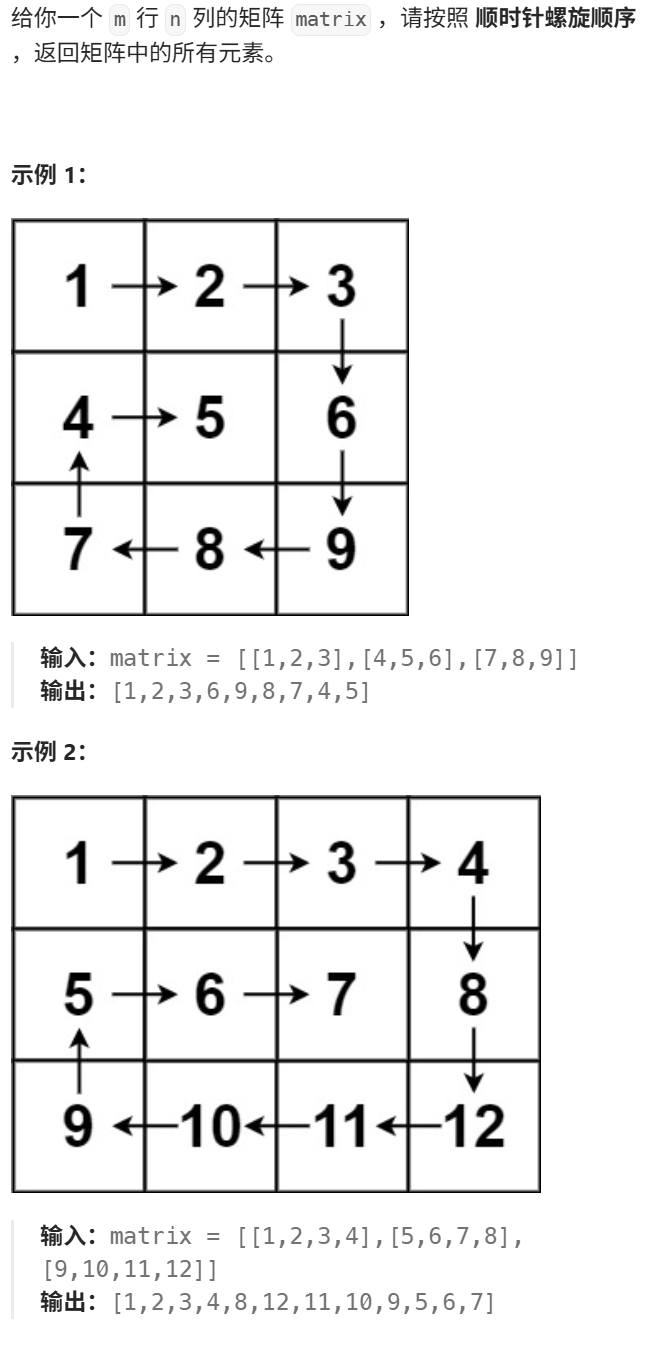 给你一个 m 行 n 列的矩阵 matrix ，请按照 顺时针螺旋顺序
，返回矩阵中的所有元素。
示例 1：
1 2 3
4 5 6
7 8 9
输入：matrix = [[1,2,3],[4,5,6],[7,8,9]]
输出：[1,2,3,6,9,8,7,4,5]
示例 2：
1 2 3 4
5 6 7 8
9 10 11 12
输入：matrix = [[1,2,3,4],[5,6,7,8],
[9,10,11,12]]
输出：[1,2,3,4,8,12,11,10,9,5,6,7]